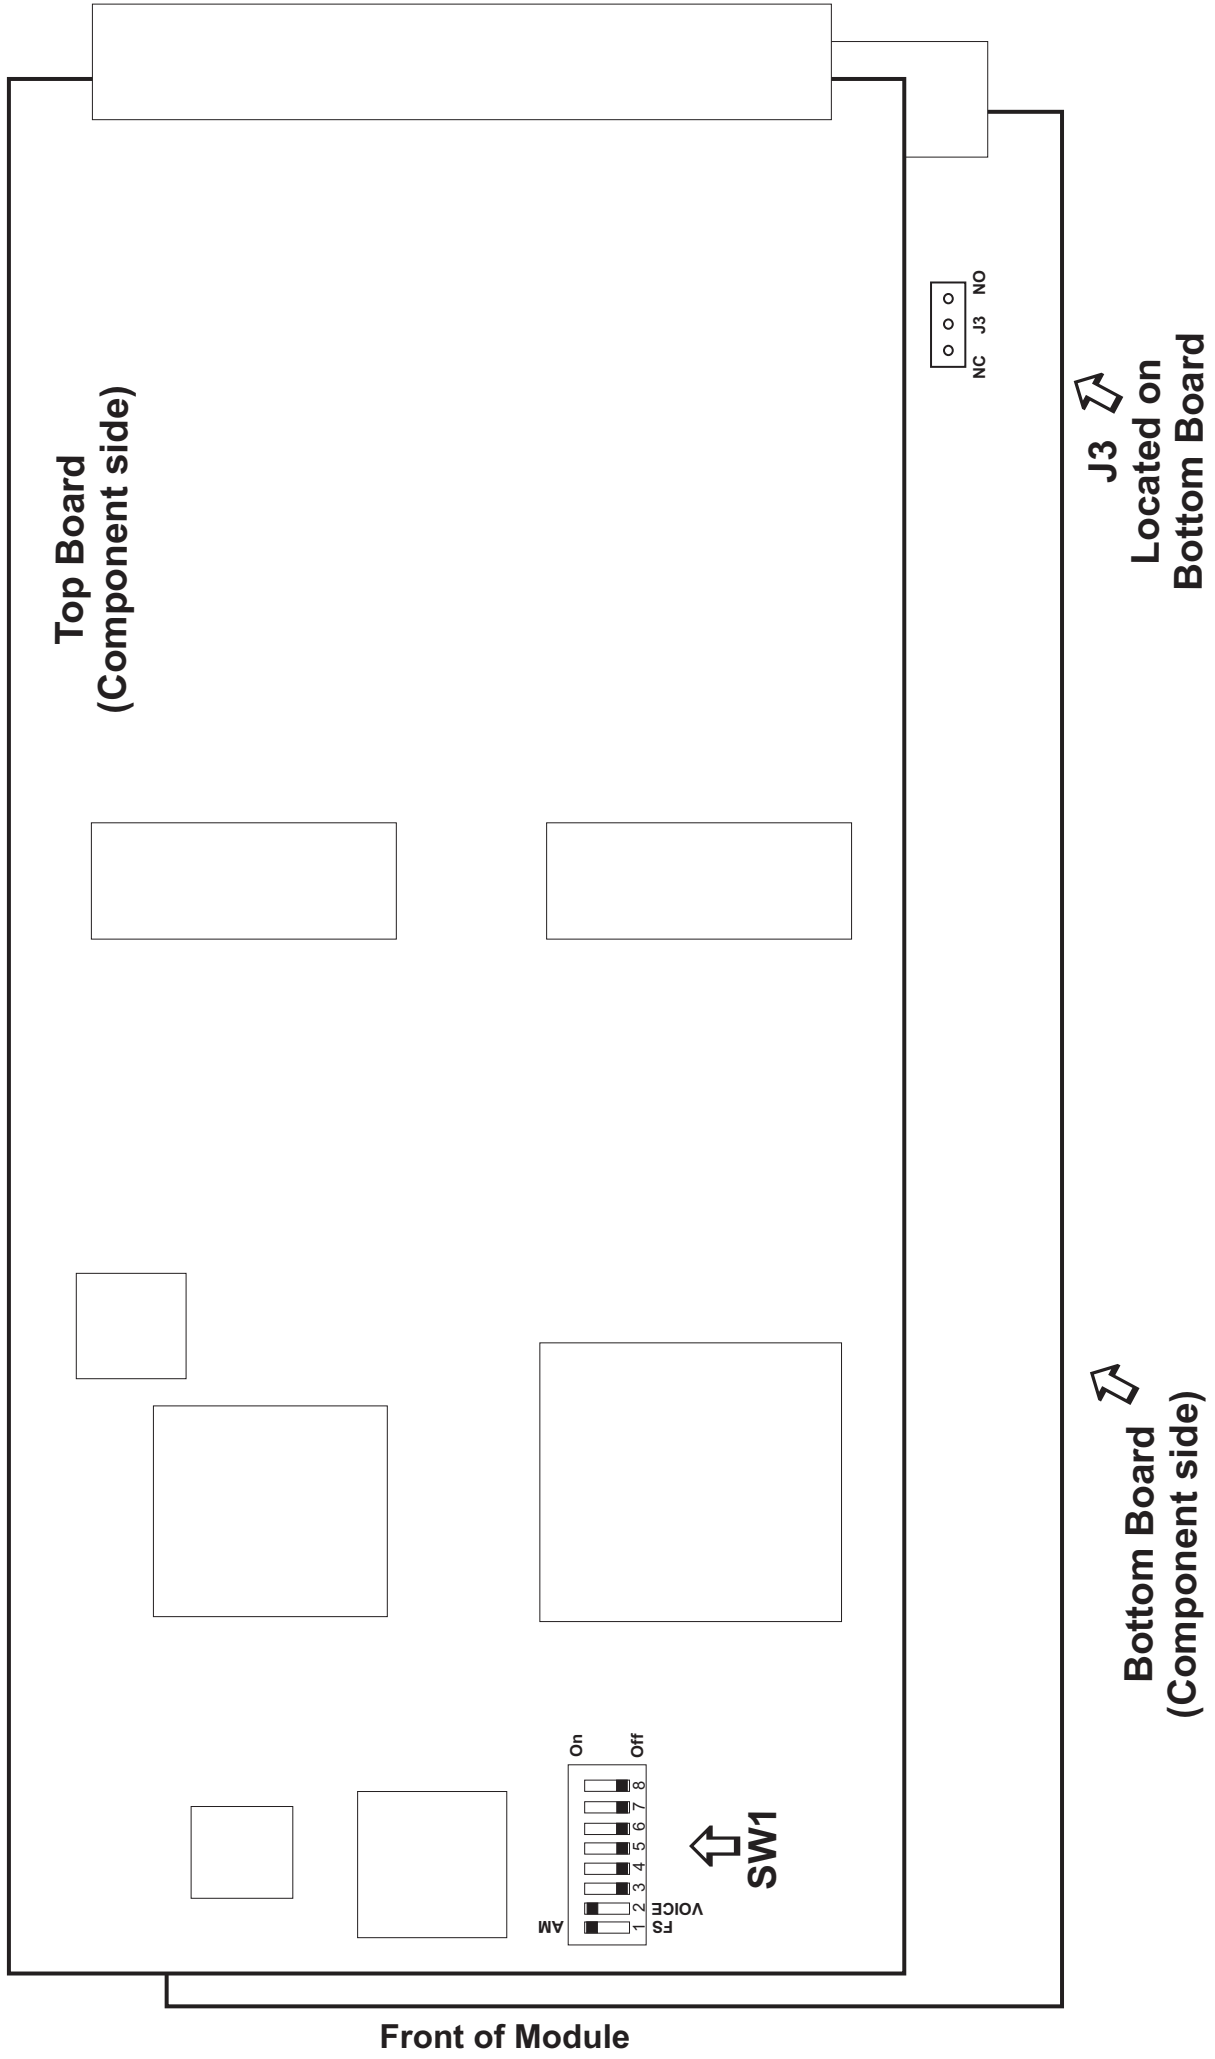 Top Board
(Component side)
NC J3 NO
J3
Located on
Bottom Board
Bottom Board
(Component side)
On
Off
1 2 3 4 5 6 7 8
AM
FS
VOICE
SW1
Front of Module